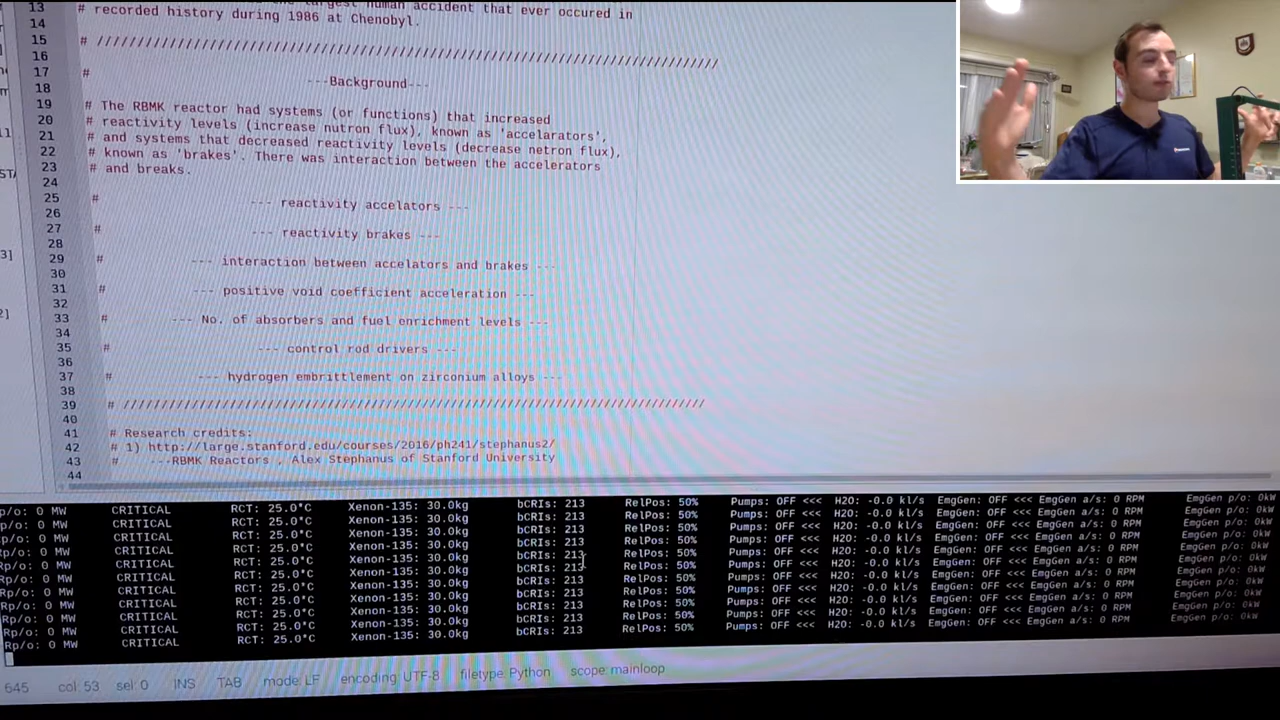 13
14
15
16
17
18
19
20
21
22
23
24
25
26
27
28
29
30
31
32
33
34
35
36
37
38
39
40
41
42
43
44
largest human accident that ever occured in
# recorded history during 1986 at Chenobyl.
# ///////////////////////////////////////////////////////////////////////////
# ---Background---
# The RBMK reactor had systems (or functions) that increased
# reactivity levels (increase nutron flux), known as 'accelarators',
# and systems that decreased reactivity levels (decrease netron flux),
# known as 'brakes'. There was interaction between the accelerators
# and breaks.
# --- reactivity accelators ---
# --- reactivity brakes ---
# --- interaction between accelators and brakes ---
# --- positive void coefficient acceleration ---
# --- No. of absorbers and fuel enrichment levels ---
# --- control rod drivers ---
# --- hydrogen embrittlement on zirconium alloys ---
# ///////////////////////////////////////////////////////////////////////////
# Research credits:
# 1) http://large.stanford.edu/courses/2016/ph241/stephanus2/
# ---RBMK Reactors , Alex Stephanus of Stanford University
p/o: 0 MW CRITICAL RCT: 25.0°C Xenon-135: 30.0kg bCRIs: 213 RelPos: 50% Pumps: OFF <<< H2O: -0.0 kl/s EmgGen: OFF <<< EmgGen a/s: 0 RPM EmgGen p/o: 0kW
p/o: 0 MW CRITICAL RCT: 25.0°C Xenon-135: 30.0kg bCRIs: 213 RelPos: 50% Pumps: OFF <<< H2O: -0.0 kl/s EmgGen: OFF <<< EmgGen a/s: 0 RPM EmgGen p/o: 0kW
p/o: 0 MW CRITICAL RCT: 25.0°C Xenon-135: 30.0kg bCRIs: 213 RelPos: 50% Pumps: OFF <<< H2O: -0.0 kl/s EmgGen: OFF <<< EmgGen a/s: 0 RPM EmgGen p/o: 0kW
p/o: 0 MW CRITICAL RCT: 25.0°C Xenon-135: 30.0kg bCRIs: 213 RelPos: 50% Pumps: OFF <<< H2O: -0.0 kl/s EmgGen: OFF <<< EmgGen a/s: 0 RPM EmgGen p/o: 0kW
Rp/o: 0 MW CRITICAL RCT: 25.0°C Xenon-135: 30.0kg bCRIs: 213 RelPos: 50% Pumps: OFF <<< H2O: -0.0 kl/s EmgGen: OFF <<< EmgGen a/s: 0 RPM EmgGen p/o: 0kW
Rp/o: 0 MW CRITICAL RCT: 25.0°C Xenon-135: 30.0kg bCRIs: 213 RelPos: 50% Pumps: OFF <<< H2O: -0.0 kl/s EmgGen: OFF <<< EmgGen a/s: 0 RPM EmgGen p/o: 0kW
Rp/o: 0 MW CRITICAL RCT: 25.0°C Xenon-135: 30.0kg bCRIs: 213 RelPos: 50% Pumps: OFF <<< H2O: -0.0 kl/s EmgGen: OFF <<< EmgGen a/s: 0 RPM EmgGen p/o: 0kW
Rp/o: 0 MW CRITICAL RCT: 25.0°C Xenon-135: 30.0kg bCRIs: 213 RelPos: 50% Pumps: OFF <<< H2O: -0.0 kl/s EmgGen: OFF <<< EmgGen a/s: 0 RPM EmgGen p/o: 0kW
Rp/o: 0 MW CRITICAL RCT: 25.0°C Xenon-135: 30.0kg bCRIs: 213 RelPos: 50% Pumps: OFF <<< H2O: -0.0 kl/s EmgGen: OFF <<< EmgGen a/s: 0 RPM EmgGen p/o: 0kW
Rp/o: 0 MW CRITICAL RCT: 25.0°C Xenon-135: 30.0kg bCRIs: 213 RelPos: 50% Pumps: OFF <<< H2O: -0.0 kl/s EmgGen: OFF <<< EmgGen a/s: 0 RPM EmgGen p/o: 0kW
Rp/o: 0 MW CRITICAL RCT: 25.0°C Xenon-135: 30.0kg bCRIs: 213 RelPos: 50% Pumps: OFF <<< H2O: -0.0 kl/s EmgGen: OFF <<< EmgGen a/s: 0 RPM
645 col: 53 sel: 0 INS TAB mode: LF encoding: UTF-8 filetype: Python scope: mainloop